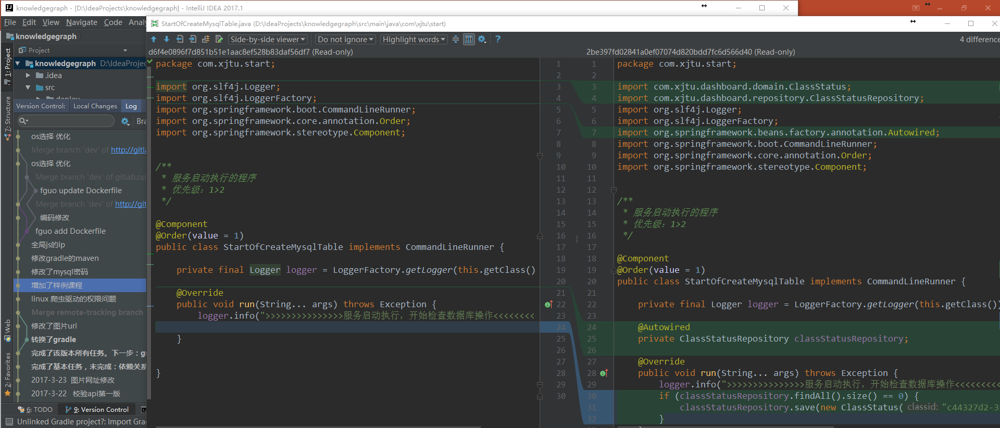 knowledgegraph - [D:\IdeaProjects\knowledgegraph] - IntelliJ IDEA 2017.1
File Edit View Navigate Code Analy
StartOfCreateMysqlTable.java (D:\IdeaProjects\knowledgegraph\src\main\java\com\xjtu\start)
knowledgegraph
Side-by-side viewer Do not ignore Highlight words ? 4 difference
Project
d6f4e0896f7d851b51e1aac8ef528b83daf56df7 (Read-only)
2be397fd02841a0ef07074d820bdd7fc6d566d40 (Read-only)
1: Project
7: Structure
Web
2: Favorites
knowledgegraph D:\IdeaProjec
.idea
src
deploy
Version Control: Local Changes Log
Bra
os选择 优化
Merge branch 'dev' of http://gitla
os选择 优化
Merge branch 'dev' of gitlab.op
fguo update Dockerfile
Merge branch 'dev' of http://git
编码修改
fguo add Dockerfile
全局js的ip
修改gradle的maven
修改了mysql密码
增加了样例课程
linux 爬虫驱动的权限问题
Merge remote-tracking branch
修改了图片url
转换了gradle
完成了该版本所有任务。下一步：gr
完成了基本任务，未完成：依赖关系
2017-3-23 图片网址修改
2017-3-22 校验api第一版
6: TODO 9: Version Control
Unlinked Gradle project?: Import Gra
package com.xjtu.start;
import org.slf4j.Logger;
import org.slf4j.LoggerFactory;
import org.springframework.boot.CommandLineRunner;
import org.springframework.core.annotation.Order;
import org.springframework.stereotype.Component;
/**
* 服务启动执行的程序
* 优先级：1>2
*/
@Component
@Order(value = 1)
public class StartOfCreateMysqlTable implements CommandLineRunner {
private final Logger logger = LoggerFactory.getLogger(this.getClass()
@Override
public void run(String... args) throws Exception {
logger.info(">>>>>>>>>>>>>>>服务启动执行，开始检查数据库操作<<<<<<<<
}
}
1 1
2 2
3 3
4 4
5 5
6 6
7 7
8 8
9 9
10 10
11 11
12 12
13 13
14 14
15 15
16 16
17 17
18 18
19 19
20 20
21 21
22 22
23 23
24 24
25 25
26 26
27 27
28 28
29 29
30 30
31
32
package com.xjtu.start;
import com.xjtu.dashboard.domain.ClassStatus;
import com.xjtu.dashboard.repository.ClassStatusRepository;
import org.slf4j.Logger;
import org.slf4j.LoggerFactory;
import org.springframework.beans.factory.annotation.Autowired;
import org.springframework.boot.CommandLineRunner;
import org.springframework.core.annotation.Order;
import org.springframework.stereotype.Component;
/**
* 服务启动执行的程序
* 优先级：1>2
*/
@Component
@Order(value = 1)
public class StartOfCreateMysqlTable implements CommandLineRunner {
private final Logger logger = LoggerFactory.getLogger(this.getClass())
@Autowired
private ClassStatusRepository classStatusRepository;
@Override
public void run(String... args) throws Exception {
logger.info(">>>>>>>>>>>>>>>服务启动执行，开始检查数据库操作<<<<<<<<<
if (classStatusRepository.findAll().size() == 0) {
classStatusRepository.save(new ClassStatus( classid: "c44327d2-3
}